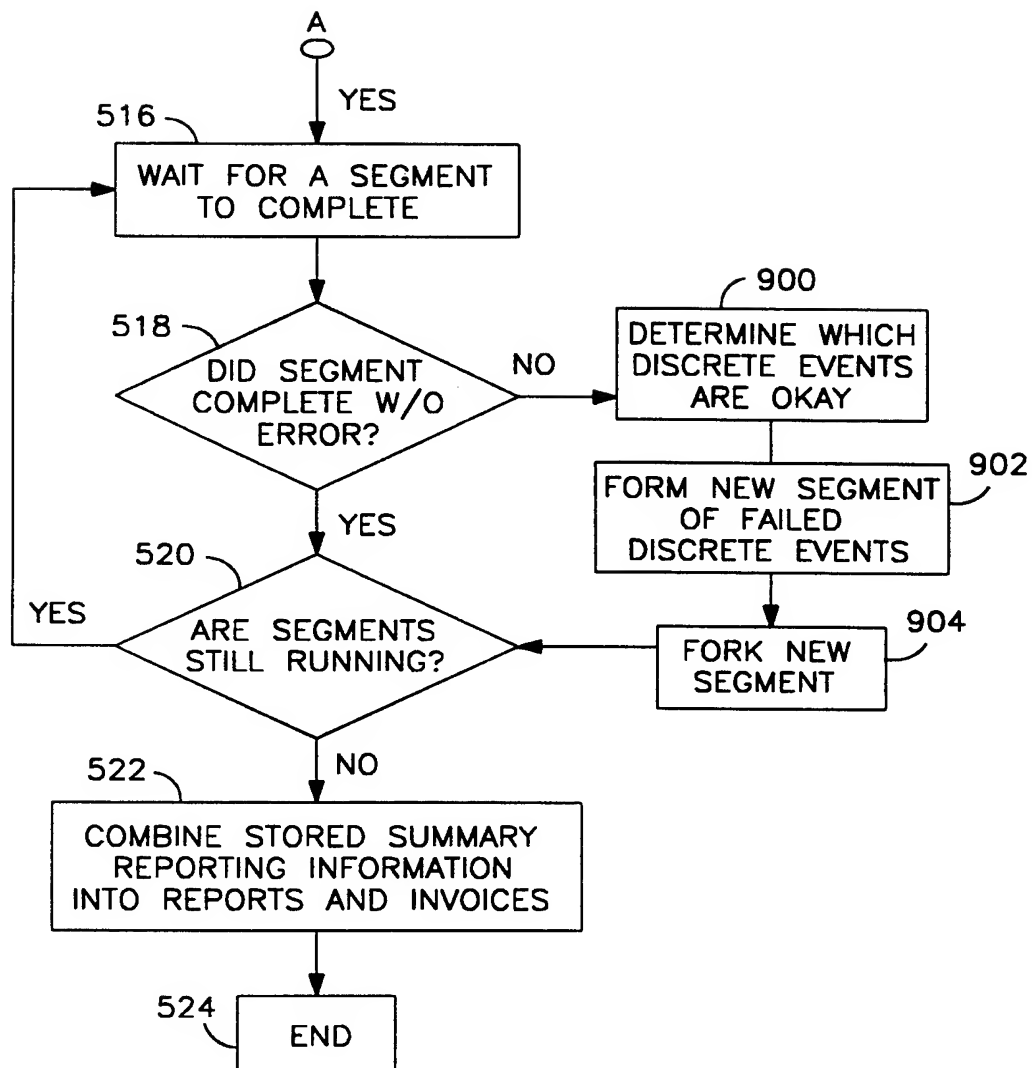 A
YES
516
WAIT FOR A SEGMENT
TO COMPLETE
518
DID SEGMENT
COMPLETE W/O
ERROR?
NO
900
DETERMINE WHICH
DISCRETE EVENTS
ARE OKAY
902
FORM NEW SEGMENT
OF FAILED
DISCRETE EVENTS
YES
520
YES
ARE SEGMENTS
STILL RUNNING?
904
FORK NEW
SEGMENT
NO
522
COMBINE STORED SUMMARY
REPORTING INFORMATION
INTO REPORTS AND INVOICES
524
END